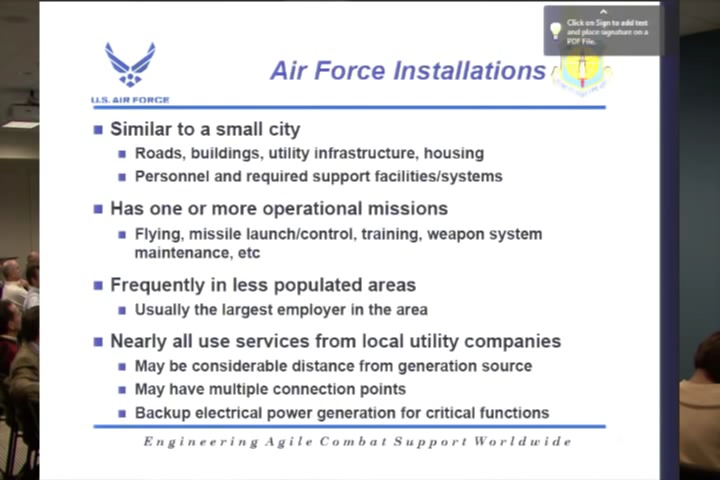 Click on Sign to add text
and place signature on a
PDF File.
U.S. AIR FORCE
Air Force Installations
Similar to a small city
Roads, buildings, utility infrastructure, housing
Personnel and required support facilities/systems
Has one or more operational missions
Flying, missile launch/control, training, weapon system
maintenance, etc
Frequently in less populated areas
Usually the largest employer in the area
Nearly all use services from local utility companies
May be considerable distance from generation source
May have multiple connection points
Backup electrical power generation for critical functions
Engineering Agile Combat Support Worldwide